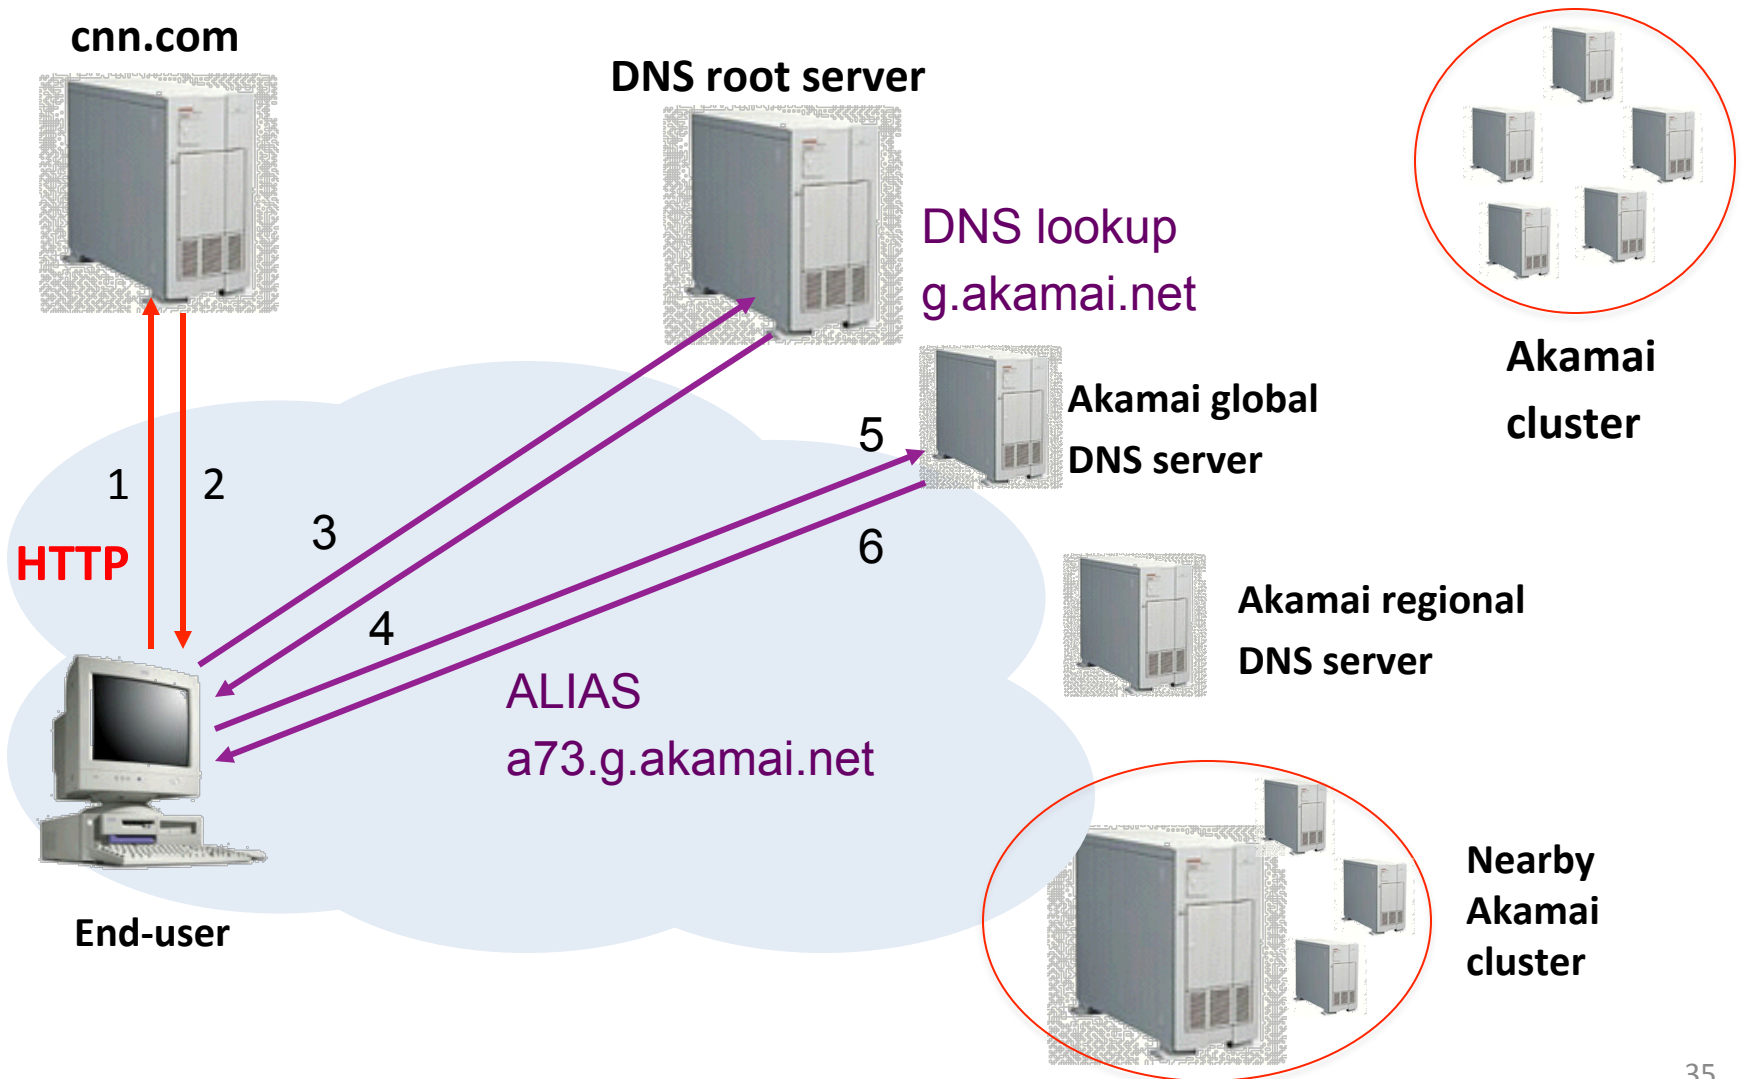 cnn.com
DNS root server
DNS lookup
g.akamai.net
Akamai
cluster
Akamai global
DNS server
5
1
2
3
6
HTTP
4
Akamai regional
DNS server
ALIAS
a73.g.akamai.net
Nearby
Akamai
cluster
End-user
35